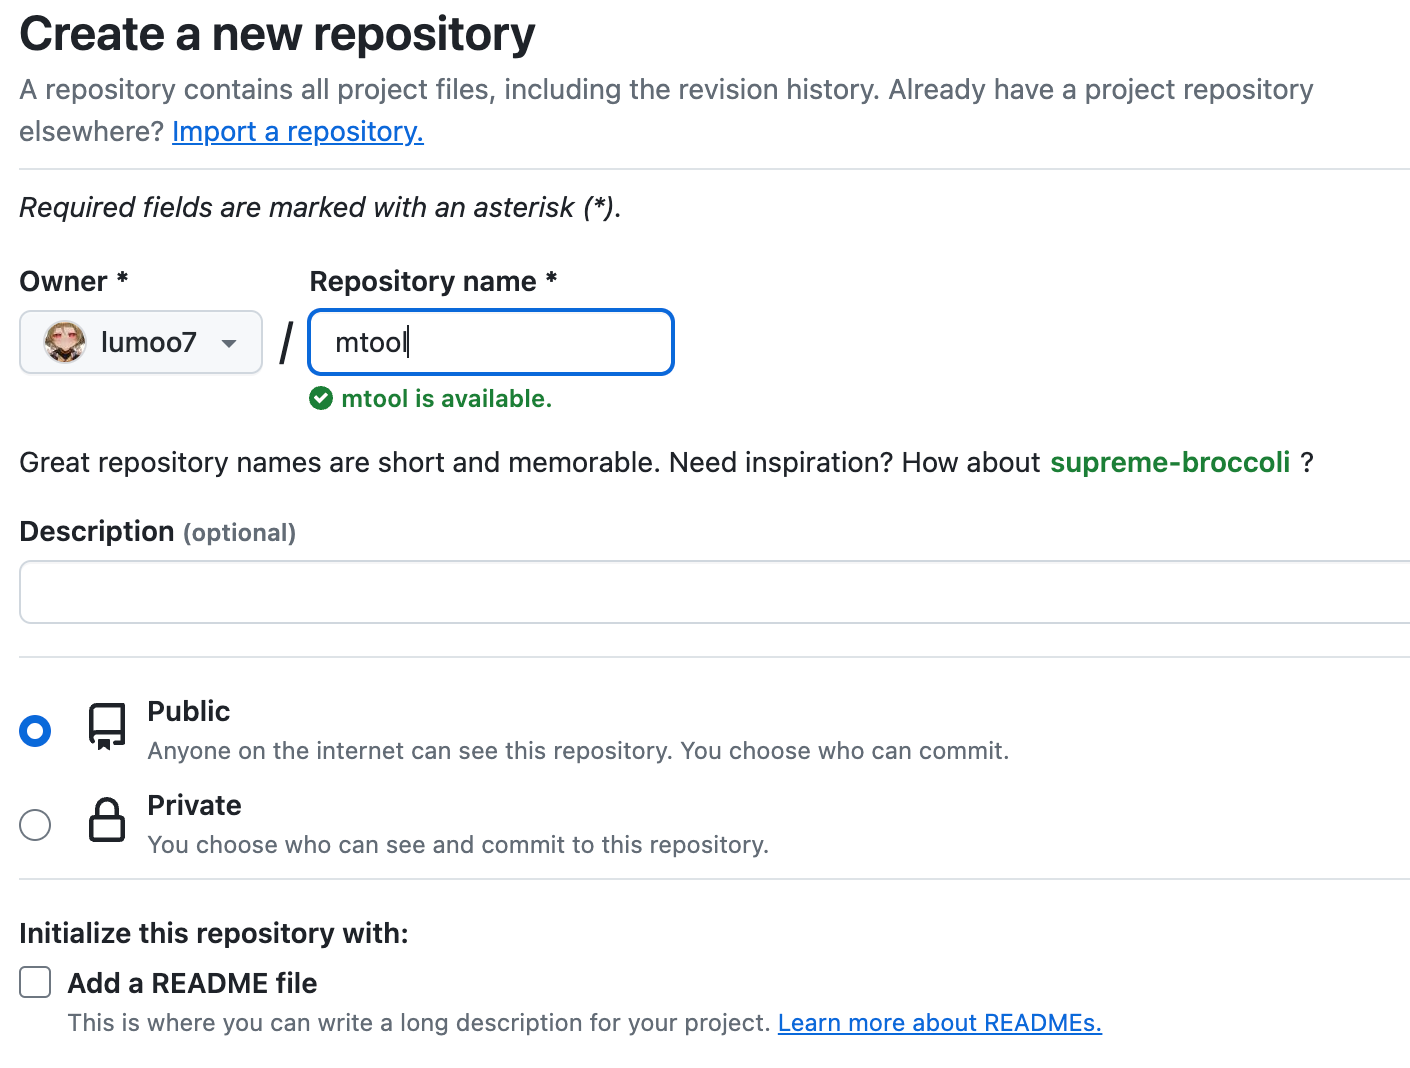 Create a new repository
A repository contains all project files, including the revision history. Already have a project repository
elsewhere? Import a repository.
Required fields are marked with an asterisk (*).
Owner * Repository name *
lumoo7 / mtool
mtool is available.
Great repository names are short and memorable. Need inspiration? How about supreme-broccoli ?
Description (optional)
Public
Anyone on the internet can see this repository. You choose who can commit.
Private
You choose who can see and commit to this repository.
Initialize this repository with:
Add a README file
This is where you can write a long description for your project. Learn more about READMEs.